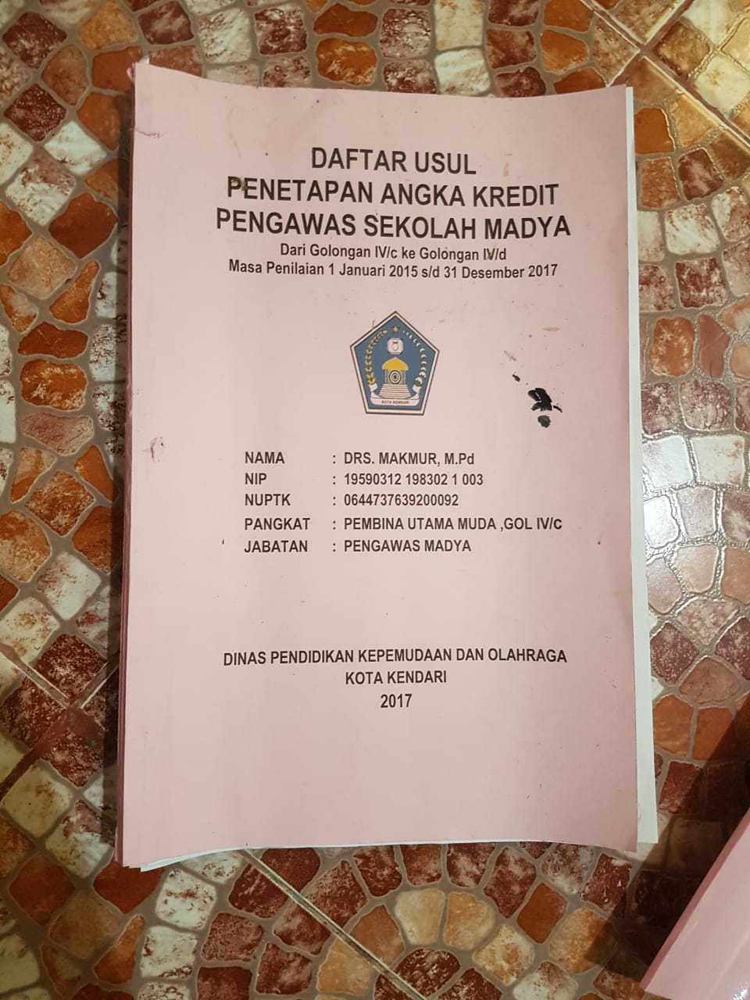 DAFTAR USUL
PENETAPAN ANGKA KREDIT
PENGAWAS SEKOLAH MADYA
Dari Golongan IV/c ke Golongan IV/d
Masa Penilaian 1 Januari 2015 s/d 31 Desember 2017
KOTA KENDARI
NAMA : DRS. MAKMUR, M.Pd
NIP : 19590312 198302 1 003
NUPTK : 0644737639200092
PANGKAT : PEMBINA UTAMA MUDA ,GOL IV/c
JABATAN : PENGAWAS MADYA
DINAS PENDIDIKAN KEPEMUDAAN DAN OLAHRAGA
KOTA KENDARI
2017